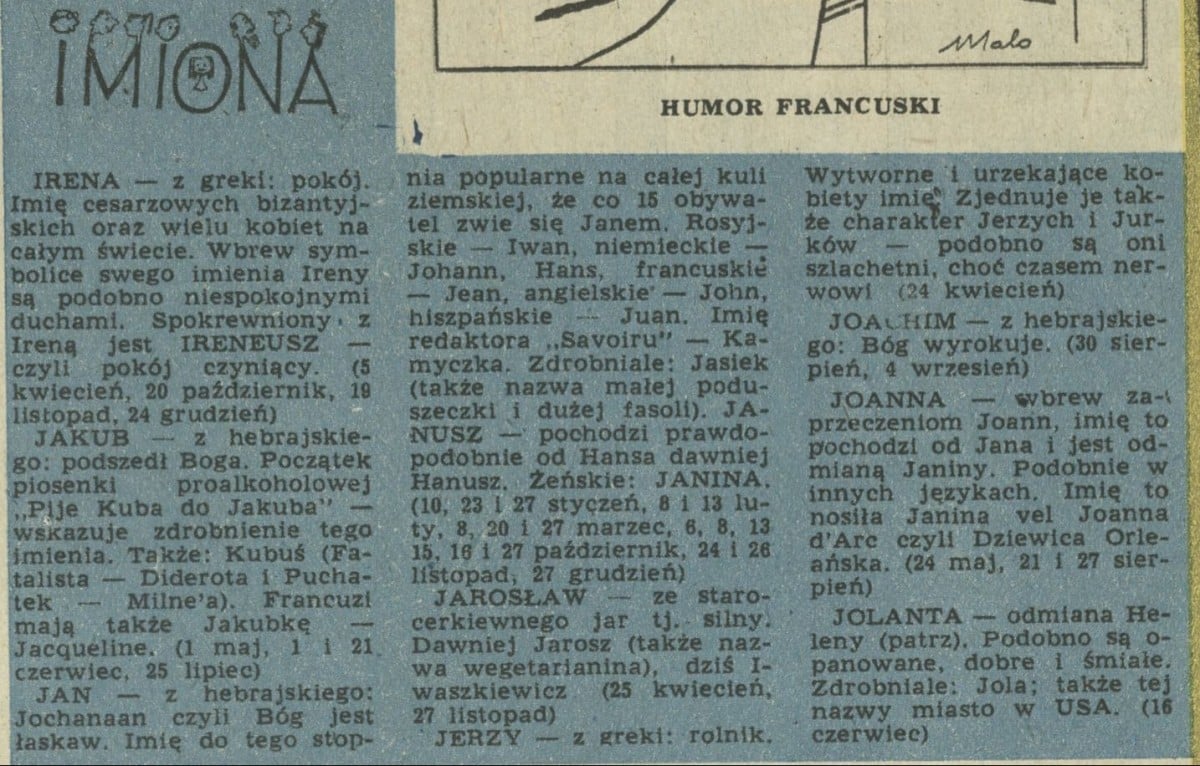 IMIONA
Malo
HUMOR FRANCUSKI
IRENA — z greki: pokój.
Imię cesarzowych bizantyj-
skich oraz wielu kobiet na
całym świecie. Wbrew sym-
bolice swego imienia Ireny
są podobno niespokojnymi
duchami. Spokrewniony z
Ireną jest IRENEUSZ —
czyli pokój czyniący. (5
kwiecień, 20 październik, 19
listopad, 24 grudzień)
JAKUB — z hebrajskie-
go: podszedł Boga. Początek
piosenki proalkoholowej
„Pije Kuba do Jakuba" —
wskazuje zdrobnienie tego
imienia. Także: Kubuś (Fa-
talista — Diderota i Pucha-
tek — Milne'a). Francuzi
mają także Jakubkę —
Jacqueline. (1 maj, 1 i 21
czerwiec, 25 lipiec)
JAN — z hebrajskiego:
Jochanaan czyli Bóg jest
łaskaw. Imię do tego stop-
nia popularne na całej kuli
ziemskiej, że co 15 obywa-
tel zwie się Janem. Rosyj-
skie — Iwan, niemieckie —
Johann, Hans, francuskie
— Jean, angielskie — John,
hiszpańskie — Juan. Imię
redaktora „Savoiru" — Ka-
myczka. Zdrobniale: Jasiek
(także nazwa małej podu-
szeczki i dużej fasoli). JA-
NUSZ — pochodzi prawdo-
podobnie od Hansa dawniej
Hanusz. Żeńskie: JANINA.
(10, 23 i 27 styczeń, 8 i 13 lu-
ty, 8, 20 i 27 marzec, 6, 8, 13
15, 16 i 27 październik, 24 i 26
listopad, 27 grudzień)
JAROSŁAW — ze staro-
cerkiewnego jar tj. silny.
Dawniej Jarosz (także naz-
wa wegetarianina), dziś I-
waszkiewicz (25 kwiecień,
27 listopad)
JERZY — z greki: rolnik.
Wytworne i urzekające ko-
biety imię. Zjednuje je tak-
że charakter Jerzych i Jur-
ków — podobno są oni
szlachetni, choć czasem ner-
wowi (24 kwiecień)
JOACHIM — z hebrajskie-
go: Bóg wyrokuje. (30 sier-
pień, 4 wrzesień)
JOANNA — wbrew za-
przeczeniom Joann, imię to
pochodzi od Jana i jest od-
mianą Janiny. Podobnie w
innych językach. Imię to
nosiła Janina vel Joanna
d'Arc czyli Dziewica Orle-
ańska. (24 maj, 21 i 27 sier-
pień)
JOLANTA — odmiana He-
leny (patrz). Podobno są o-
panowane, dobre i śmiałe.
Zdrobniale: Jola; także tej
nazwy miasto w USA. (16
czerwiec)